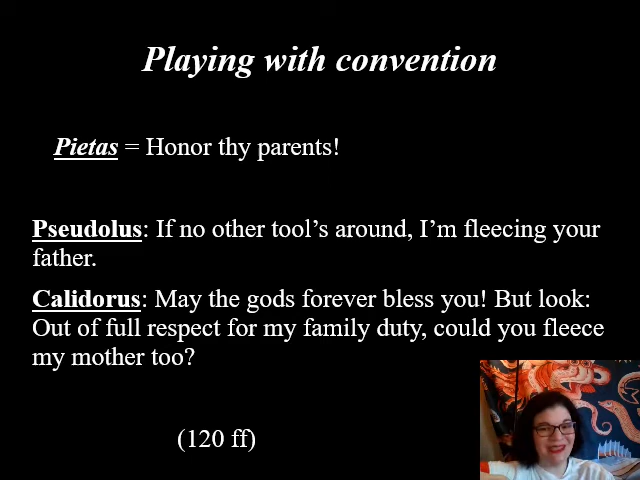 Playing with convention
Pietas = Honor thy parents!
Pseudolus: If no other tool's around, I'm fleecing your
father.
Calidorus: May the gods forever bless you! But look:
Out of full respect for my family duty, could you fleece
my mother too?
(120 ff)